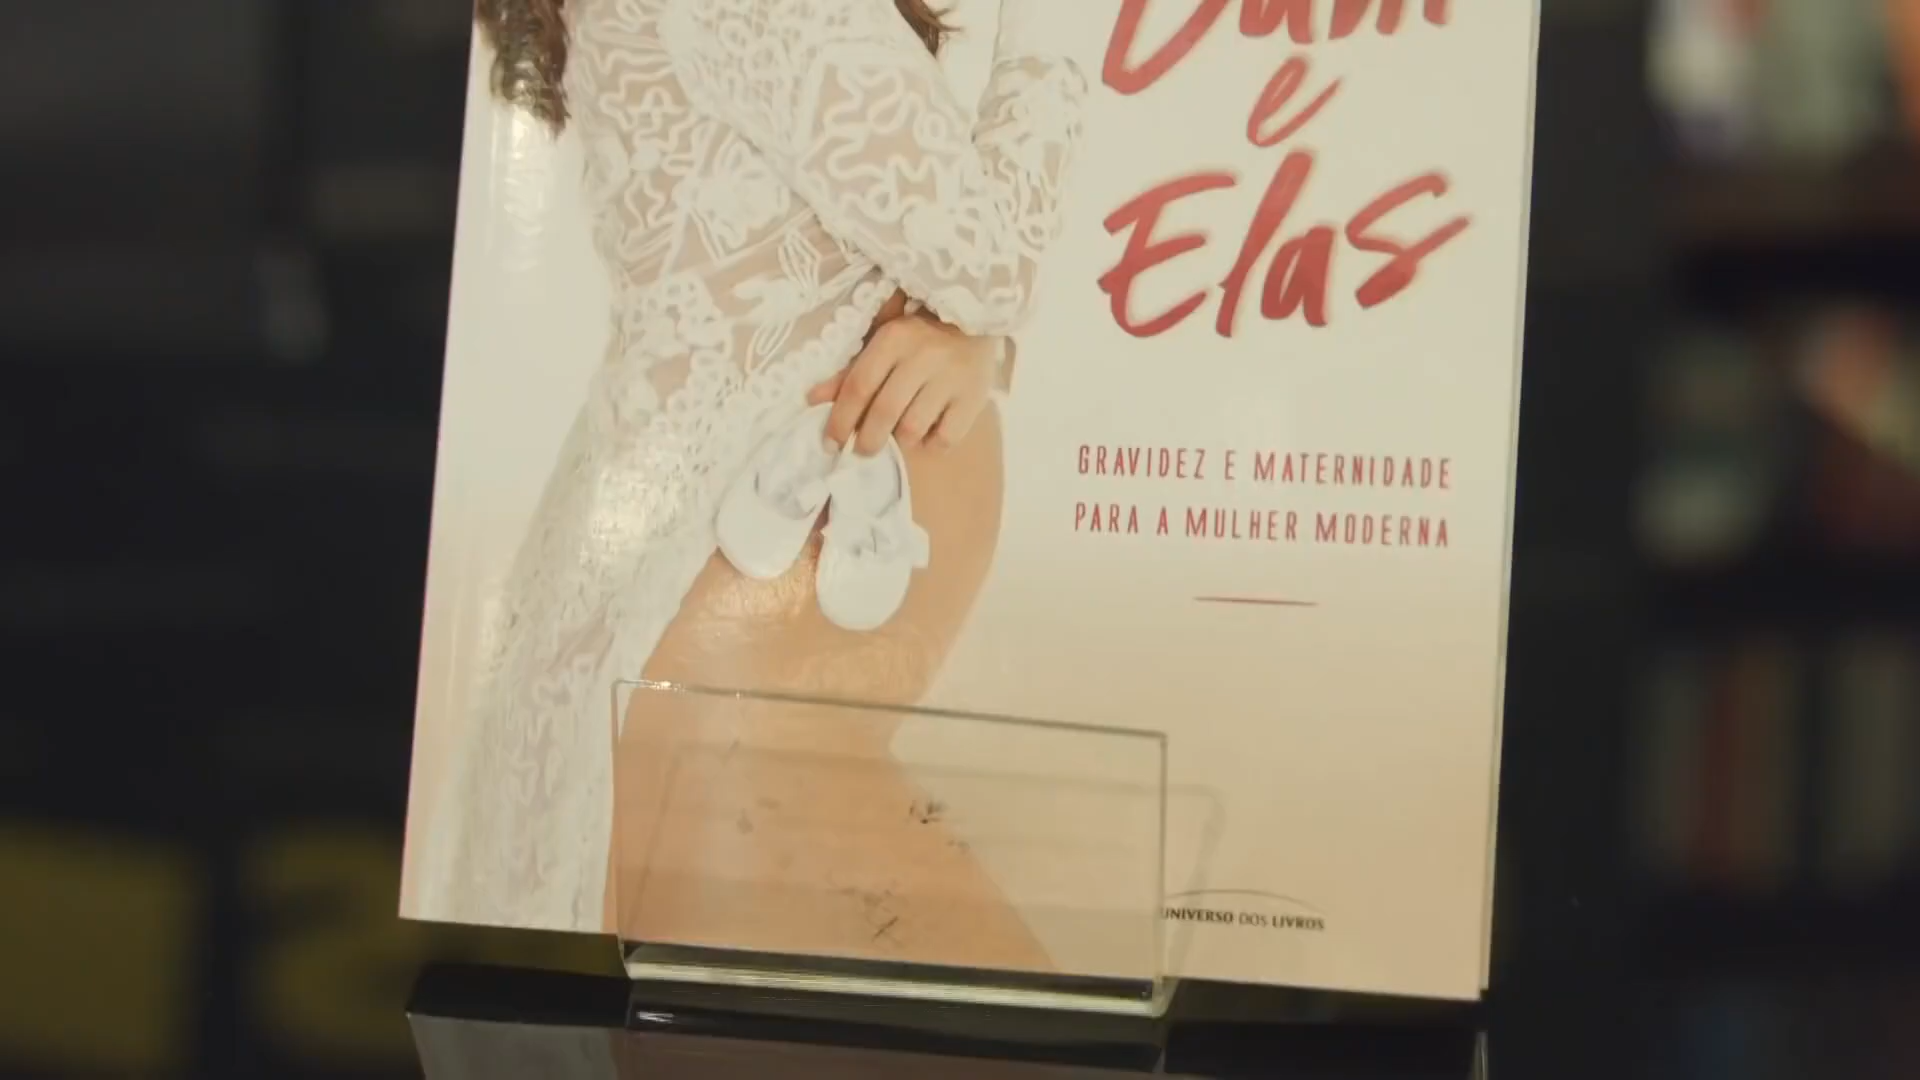 e
Elas
GRAVIDEZ E MATERNIDADE
PARA A MULHER MODERNA
UNIVERSO DOS LIVROS